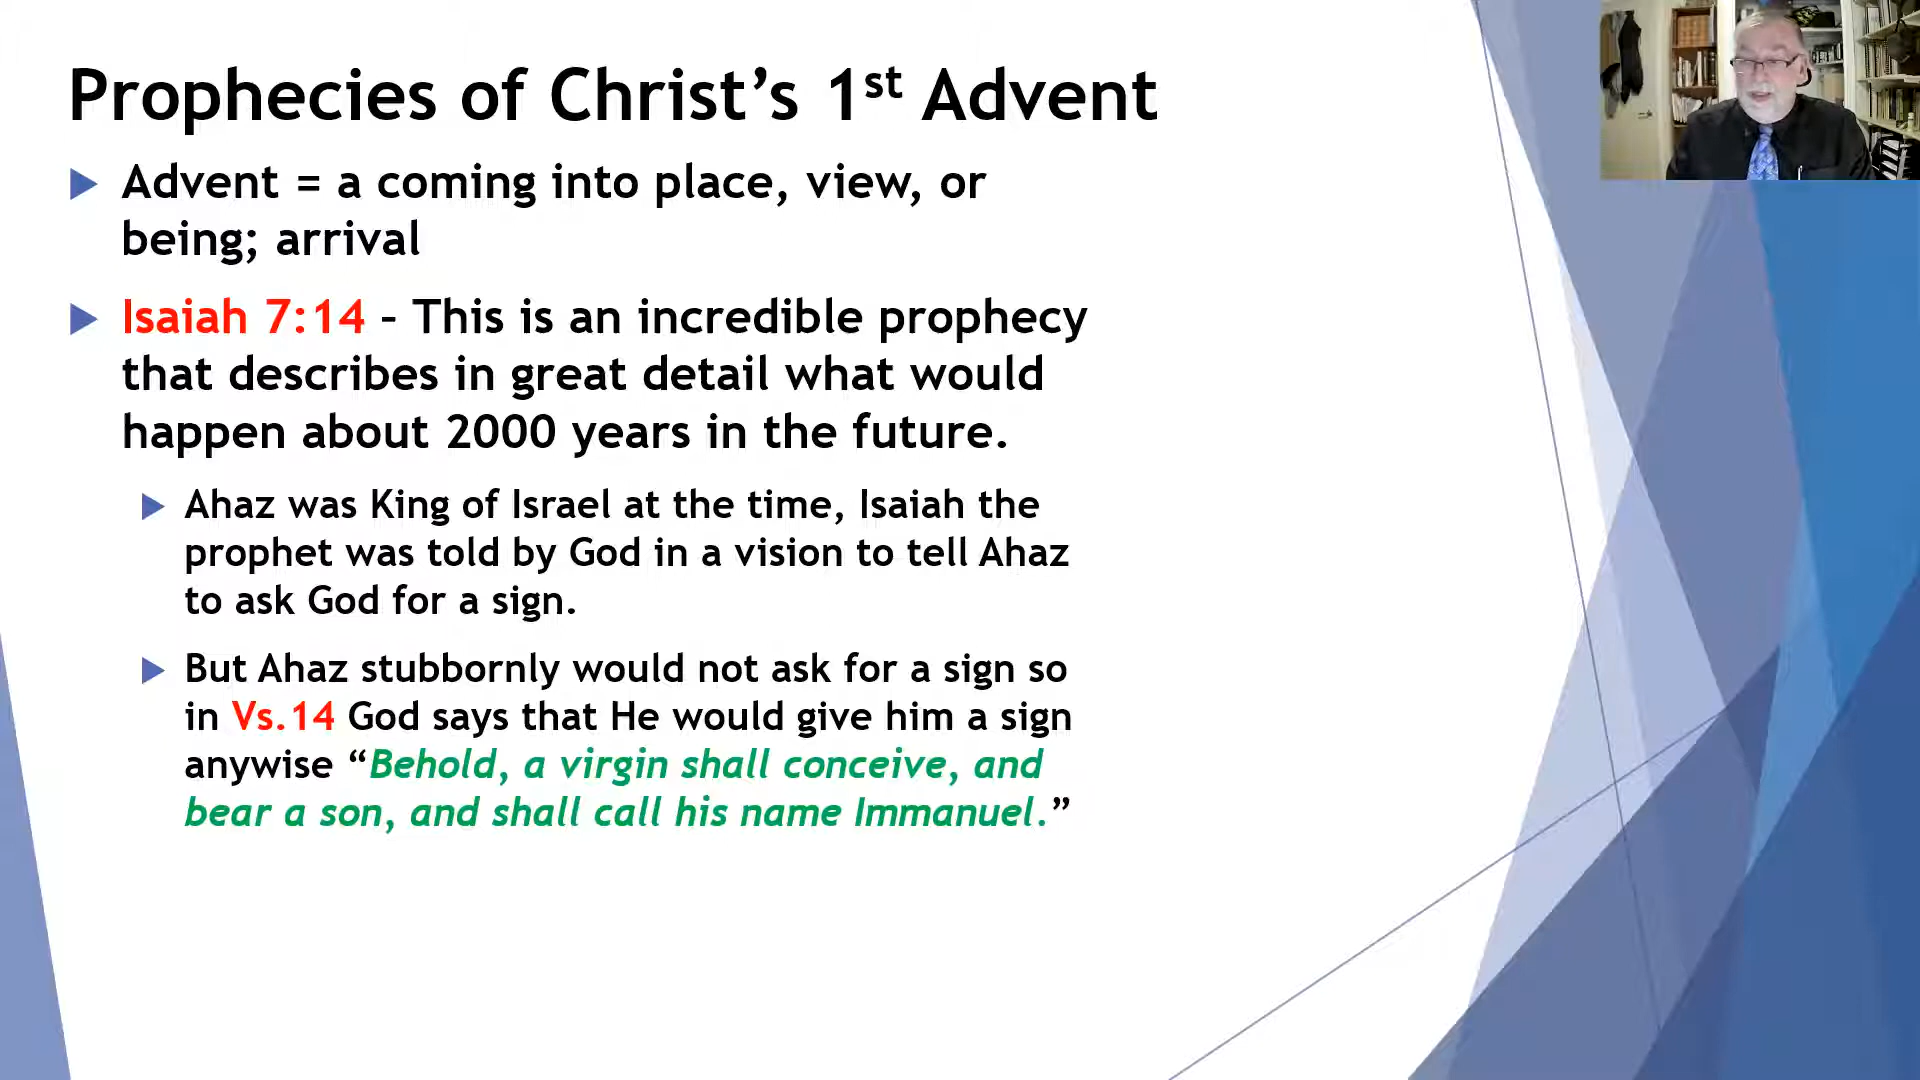 Prophecies of Christ’s 1st Advent
Advent = a coming into place, view, or
being; arrival
Isaiah 7:14 – This is an incredible prophecy
that describes in great detail what would
happen about 2000 years in the future.
Ahaz was King of Israel at the time, Isaiah the
prophet was told by God in a vision to tell Ahaz
to ask God for a sign.
But Ahaz stubbornly would not ask for a sign so
in Vs.14 God says that He would give him a sign
anywise “Behold, a virgin shall conceive, and
bear a son, and shall call his name Immanuel.”